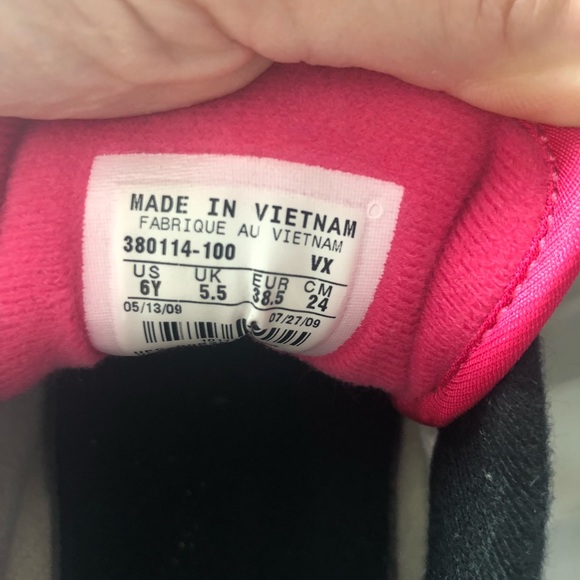 MADE IN VIETNAM
FABRIQUE AU VIETNAM
380114-100 VX
US UK EUR CM
6Y 5.5 38.5 24
05/13/09 07/27/09